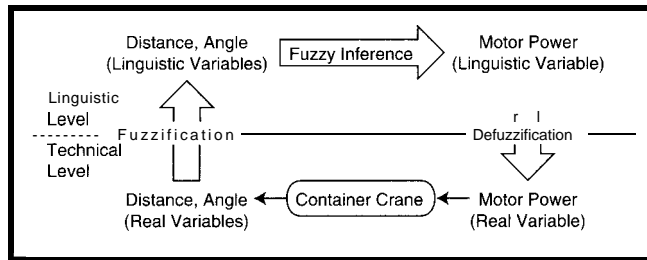 Distance, Angle
(Linguistic Variables)
Fuzzy Inference
Motor Power
(Linguistic Variable)
Linguistic
Level
Fuzzification
r l
Defuzzification
Technical
Level
Distance, Angle
(Real Variables)
Container Crane
Motor Power
(Real Variable)